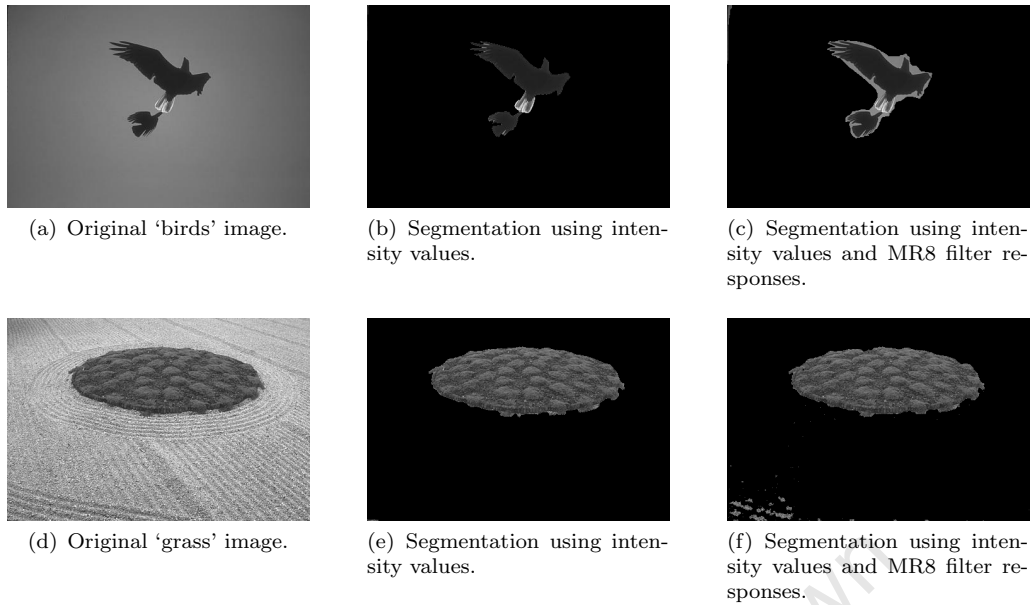 (a) Original ‘birds’ image.
(b) Segmentation using inten-
sity values.
(c) Segmentation using inten-
sity values and MR8 filter re-
sponses.
(d) Original ‘grass’ image.
(e) Segmentation using inten-
sity values.
(f) Segmentation using inten-
sity values and MR8 filter re-
sponses.